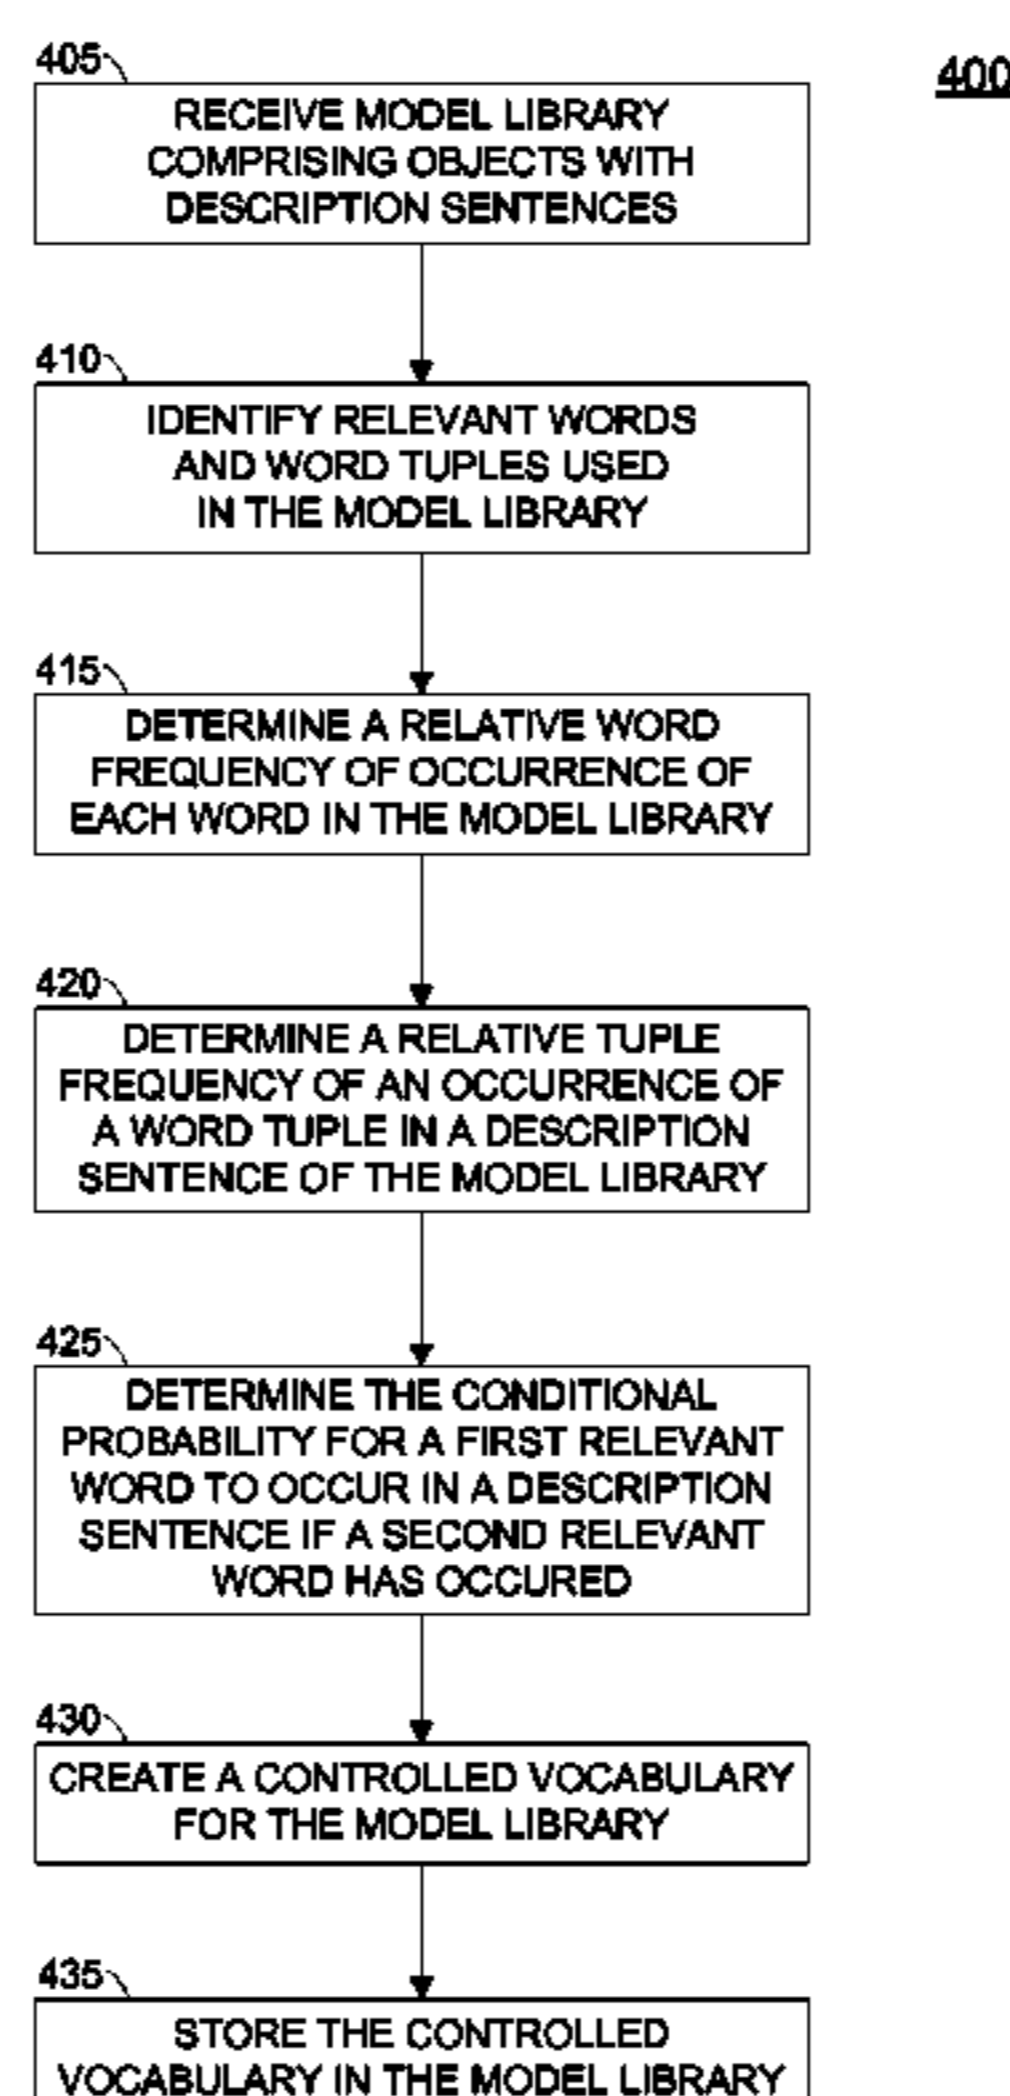 405
400
RECEIVE MODEL LIBRARY
COMPRISING OBJECTS WITH
DESCRIPTION SENTENCES
410
IDENTIFY RELEVANT WORDS
AND WORD TUPLES USED
IN THE MODEL LIBRARY
415
DETERMINE A RELATIVE WORD
FREQUENCY OF OCCURRENCE OF
EACH WORD IN THE MODEL LIBRARY
420
DETERMINE A RELATIVE TUPLE
FREQUENCY OF AN OCCURRENCE OF
A WORD TUPLE IN A DESCRIPTION
SENTENCE OF THE MODEL LIBRARY
425
DETERMINE THE CONDITIONAL
PROBABILITY FOR A FIRST RELEVANT
WORD TO OCCUR IN A DESCRIPTION
SENTENCE IF A SECOND RELEVANT
WORD HAS OCCURED
430
CREATE A CONTROLLED VOCABULARY
FOR THE MODEL LIBRARY
435
STORE THE CONTROLLED
VOCABULARY IN THE MODEL LIBRARY